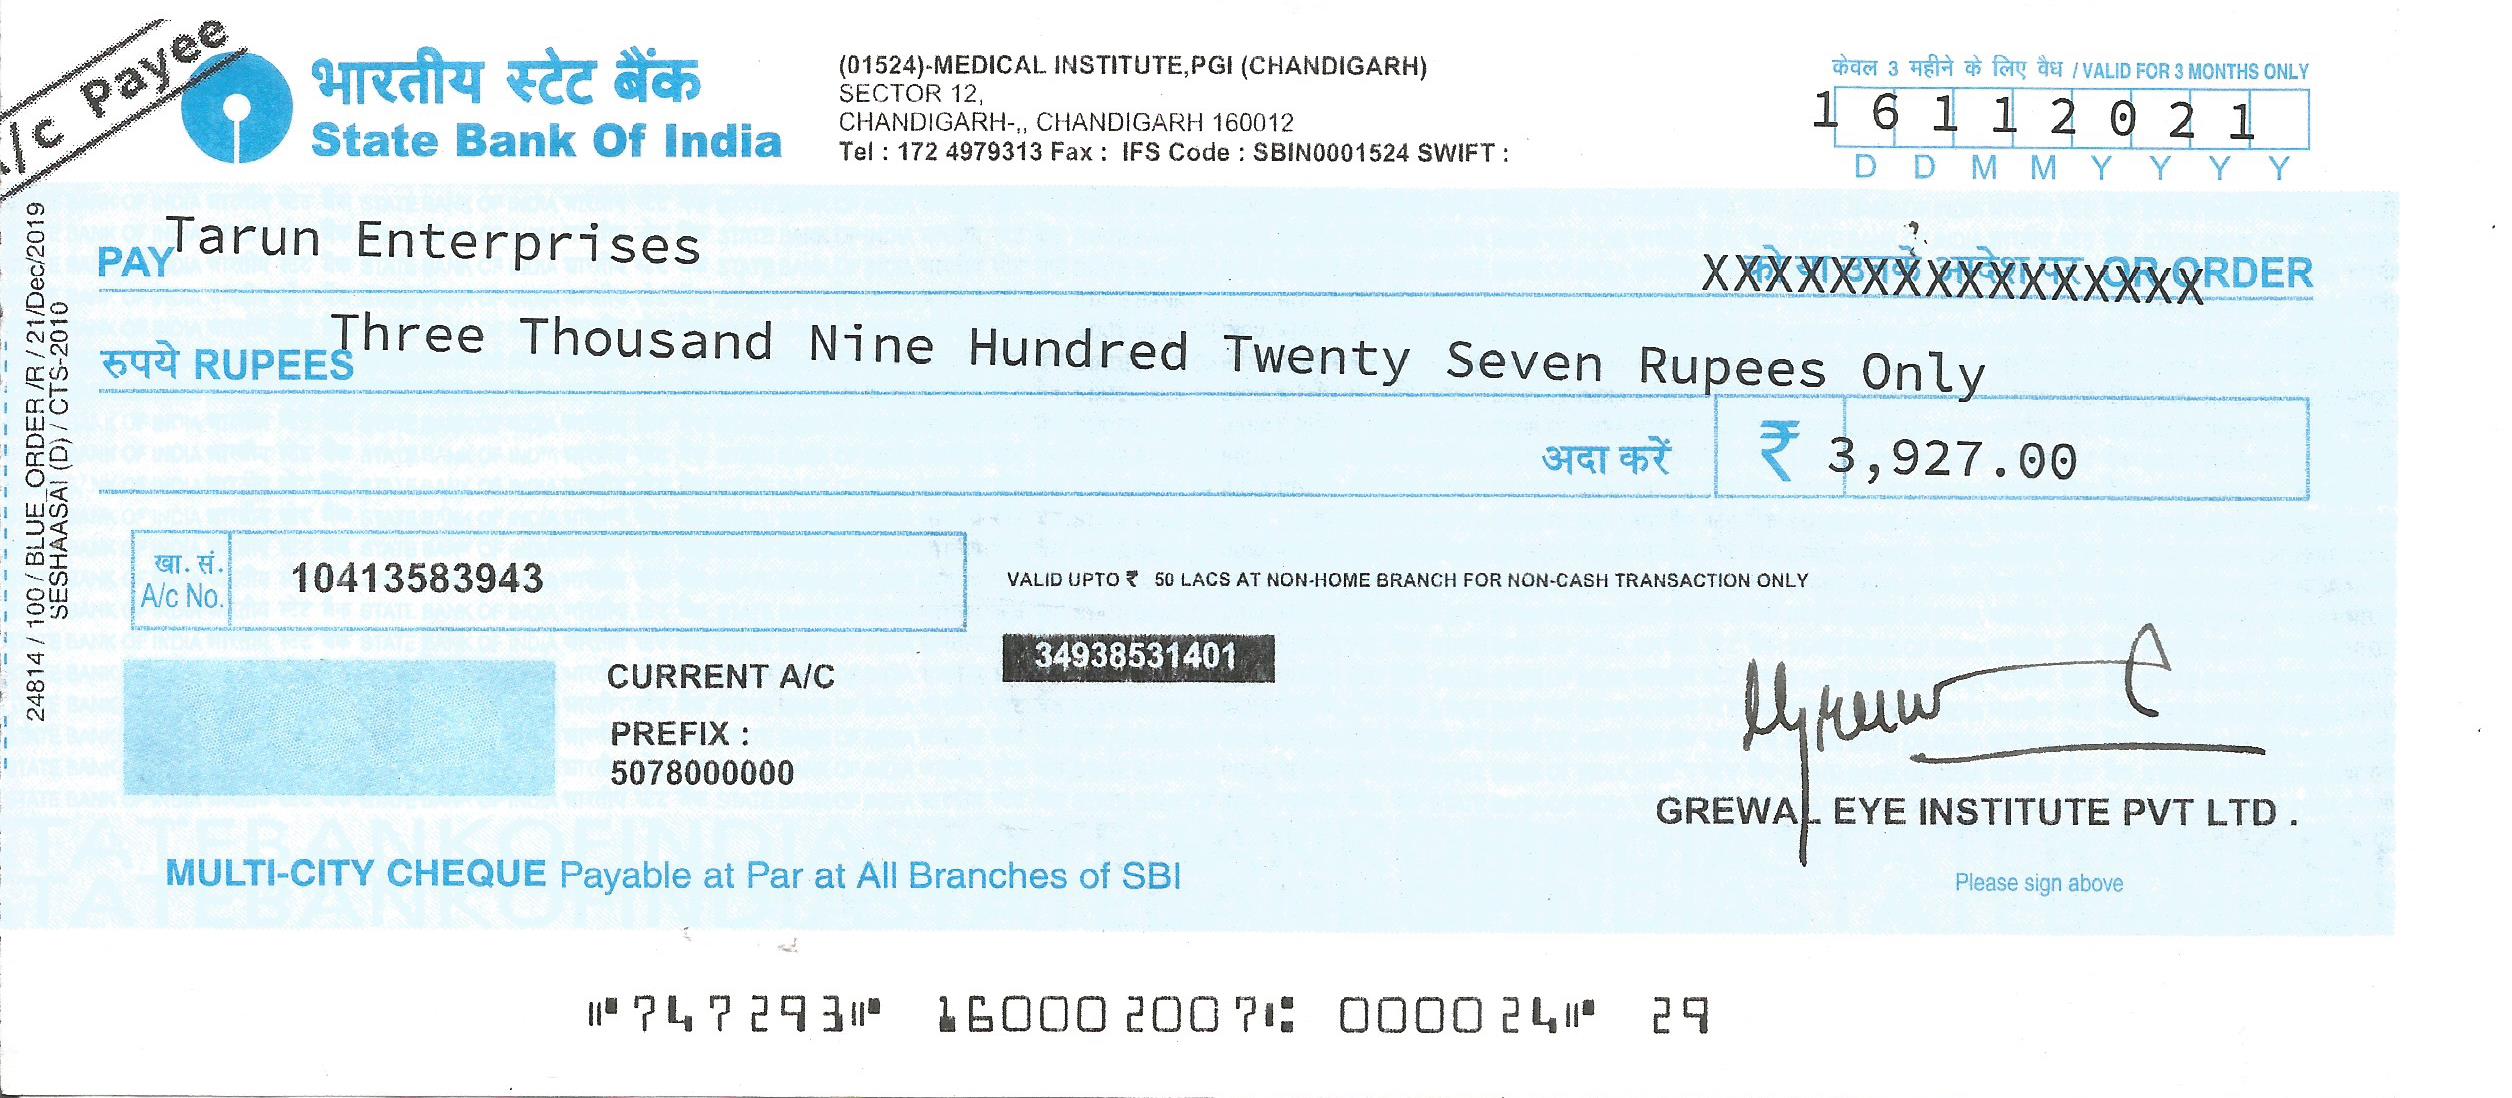 A/c Payee
भारतीय स्टेट बैंक
State Bank Of India
(01524)-MEDICAL INSTITUTE,PGI (CHANDIGARH)
SECTOR 12,
CHANDIGARH-,, CHANDIGARH 160012
Tel : 172 4979313 Fax : IFS Code : SBIN0001524 SWIFT :
केवल 3 महीने के लिए वैध / VALID FOR 3 MONTHS ONLY
1 6 1 1 2 0 2 1
D D M M Y Y Y Y
PAY Tarun Enterprises
XXXXXXXXXXXXXXXX को या उनके आदेश पर OR ORDER
रुपये RUPEES Three Thousand Nine Hundred Twenty Seven Rupees Only
अदा करें ₹ 3,927.00
खा. सं.
A/c No. 10413583943
VALID UPTO ₹ 50 LACS AT NON-HOME BRANCH FOR NON-CASH TRANSACTION ONLY
34938531401
CURRENT A/C
PREFIX :
5078000000
GREWAL EYE INSTITUTE PVT LTD .
MULTI-CITY CHEQUE Payable at Par at All Branches of SBI
Please sign above
⑈747293⑈ 160002007⑆ 000024⑈ 29
24814 / 100 / BLUE_ORDER /R / 21/Dec/2019
SESHAASAI (D) / CTS-2010